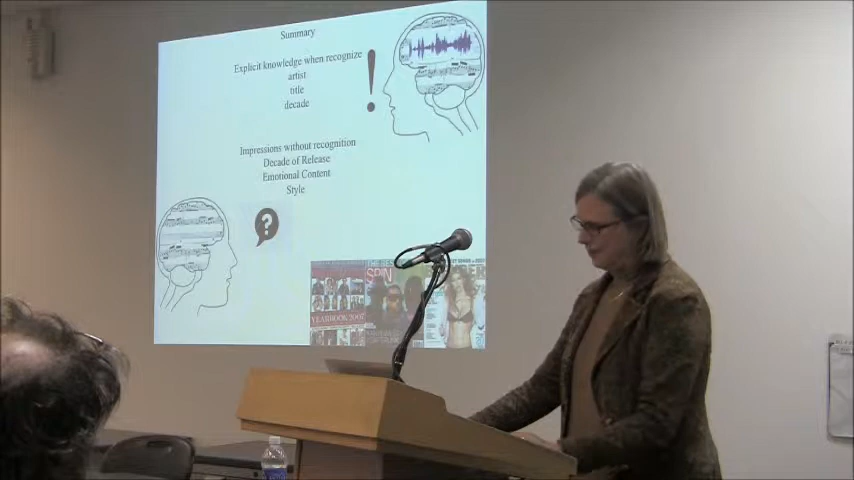 Summary
Explicit knowledge when recognize
artist
title
decade
!
Impressions without recognition
Decade of Release
Emotional Content
Style
?
SPIN
YEARBOOK 2007